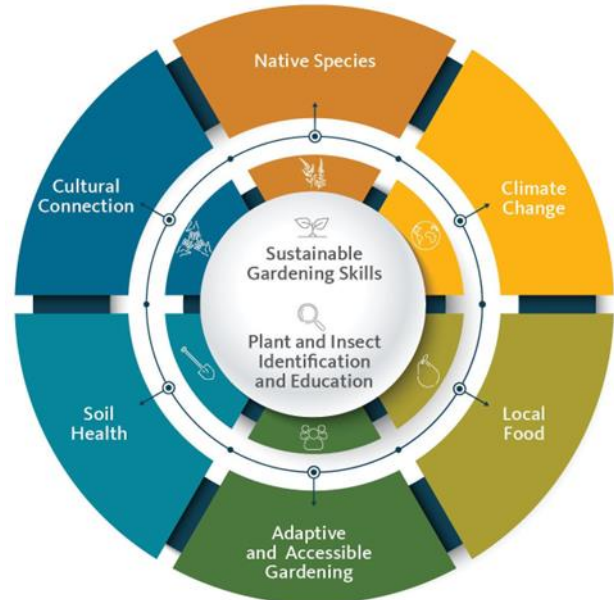 Native Species
Cultural
Connection
Climate
Change
Sustainable
Gardening Skills
Plant and Insect
Identification
and Education
Soil
Health
Local
Food
Adaptive
and Accessible
Gardening